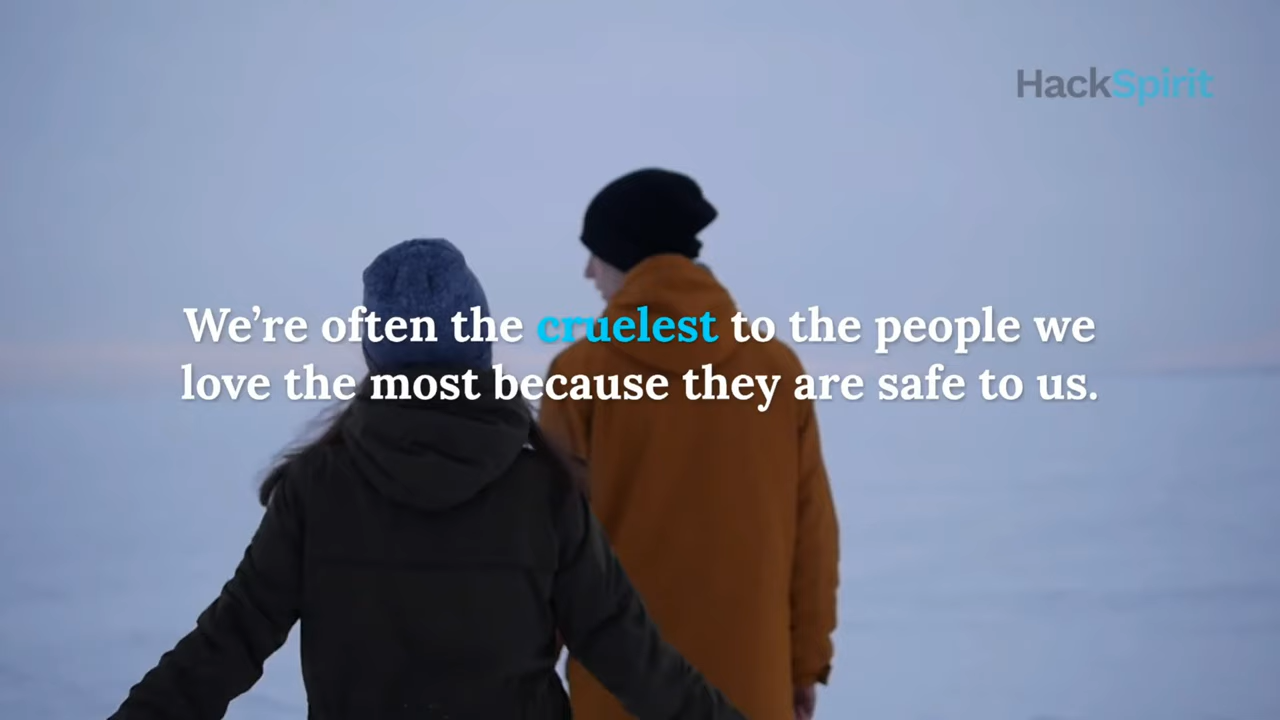 HackSpirit
We're often the cruelest to the people we
love the most because they are safe to us.